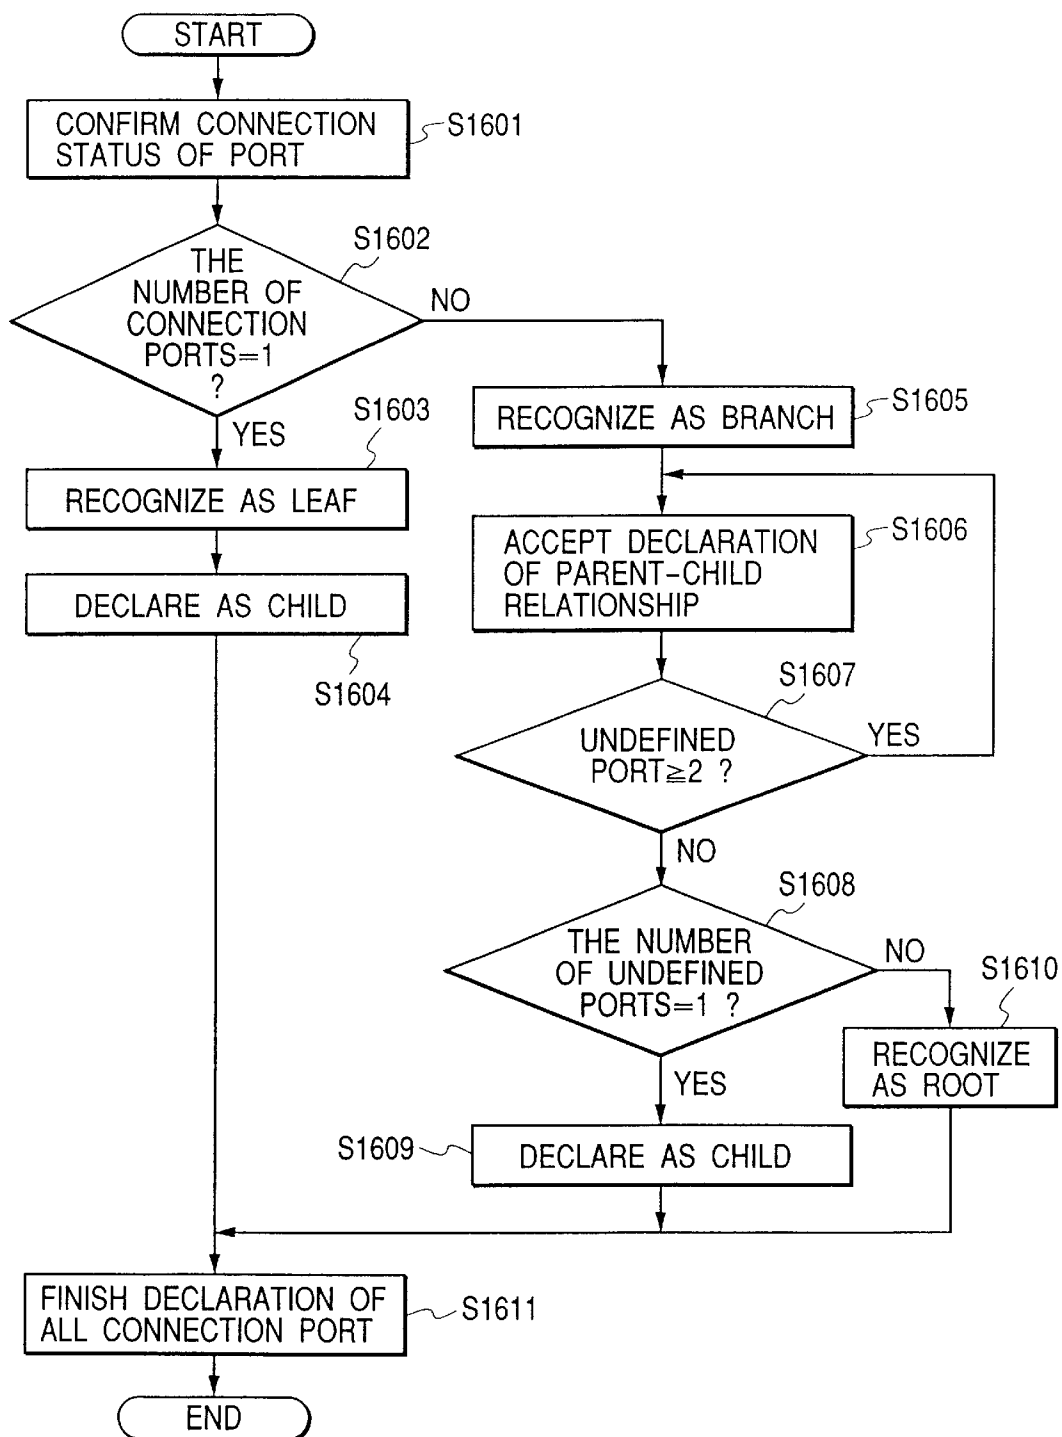 START
CONFIRM CONNECTION
STATUS OF PORT
S1601
S1602
THE
NUMBER OF
CONNECTION
PORTS=1
?
NO
YES
S1603
RECOGNIZE AS LEAF
DECLARE AS CHILD
S1604
RECOGNIZE AS BRANCH
S1605
ACCEPT DECLARATION
OF PARENT-CHILD
RELATIONSHIP
S1606
S1607
UNDEFINED
PORT≧2 ?
YES
NO
S1608
THE NUMBER
OF UNDEFINED
PORTS=1 ?
NO
S1610
RECOGNIZE
AS ROOT
YES
S1609
DECLARE AS CHILD
FINISH DECLARATION OF
ALL CONNECTION PORT
S1611
END